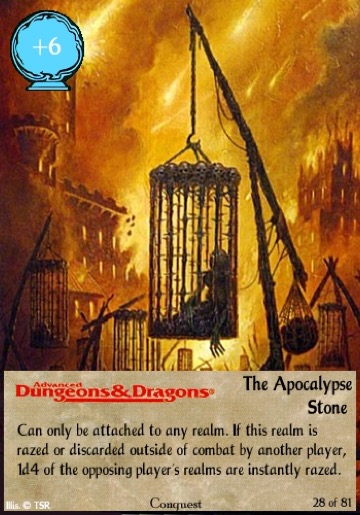 +6
Advanced
Dungeons&Dragons®
The Apocalypse
Stone
Can only be attached to any realm. If this realm is
razed or discarded outside of combat by another player,
1d4 of the opposing player's realms are instantly razed.
Illis. © TSR
Conquest
28 of 81